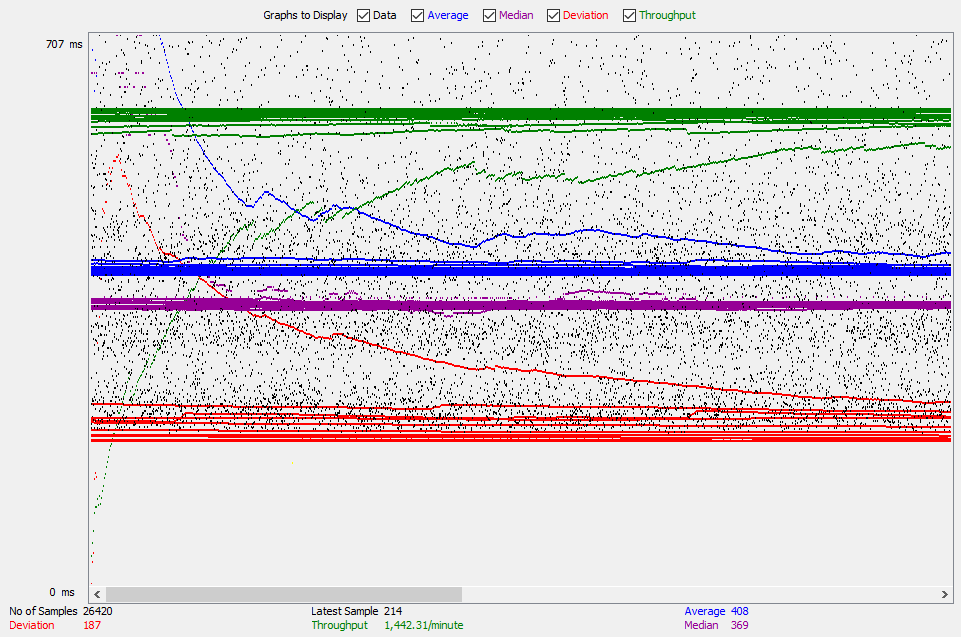 Graphs to Display Data Average Median Deviation Throughput
707 ms
0 ms
No of Samples 26420 Latest Sample 214 Average 408
Deviation 187 Throughput 1,442.31/minute Median 369